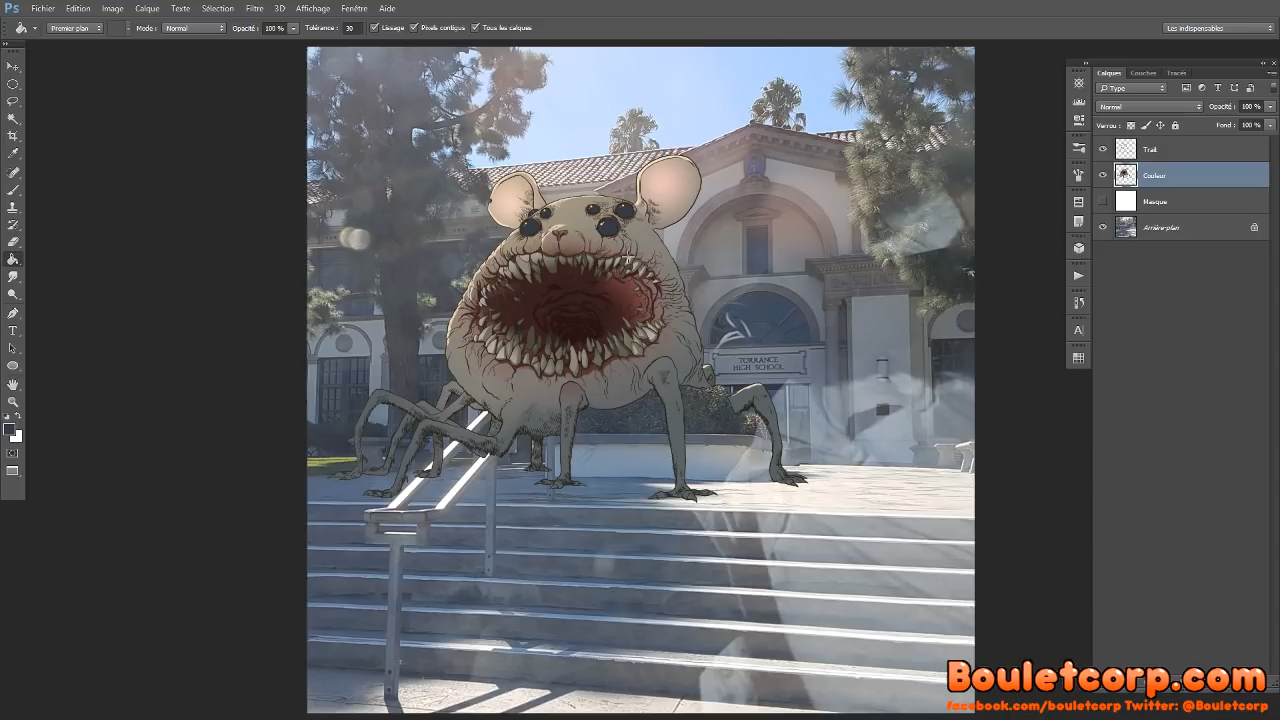 Ps Fichier Edition Image Calque Texte Sélection Filtre 3D Affichage Fenêtre Aide
Premier plan Mode : Normal Opacité : 100 % Tolérance : 30 Lissage Pixels contigus Tous les calques Les indispensables
Calques Couches Tracés
Type
Normal Opacité : 100 %
Verrou : Fond : 100 %
Trait
Couleur
Masque
Arrière-plan
TORRANCE
HIGH SCHOOL
Bouletcorp.com
facebook.com/bouletcorp Twitter: @Bouletcorp